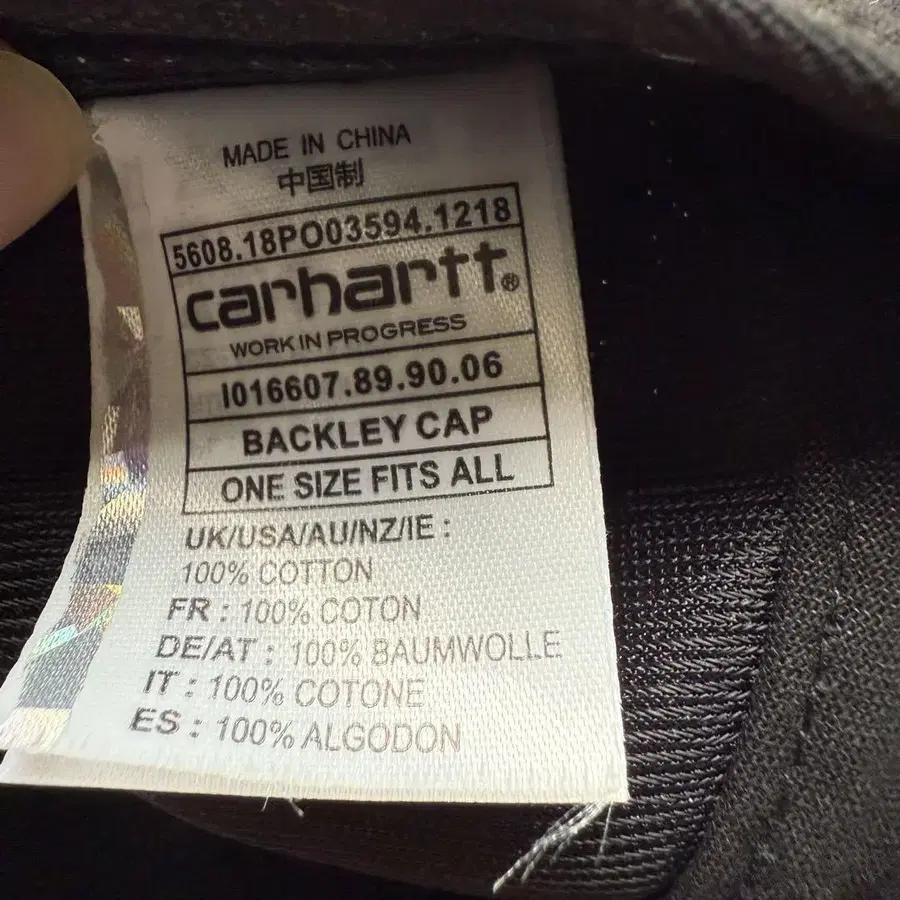 MADE IN CHINA
中国制
5608.18PO03594.1218
carhartt®
WORK IN PROGRESS
I016607.89.90.06
BACKLEY CAP
ONE SIZE FITS ALL
UK/USA/AU/NZ/IE :
100% COTTON
FR : 100% COTON
DE/AT : 100% BAUMWOLLE
IT : 100% COTONE
ES : 100% ALGODON